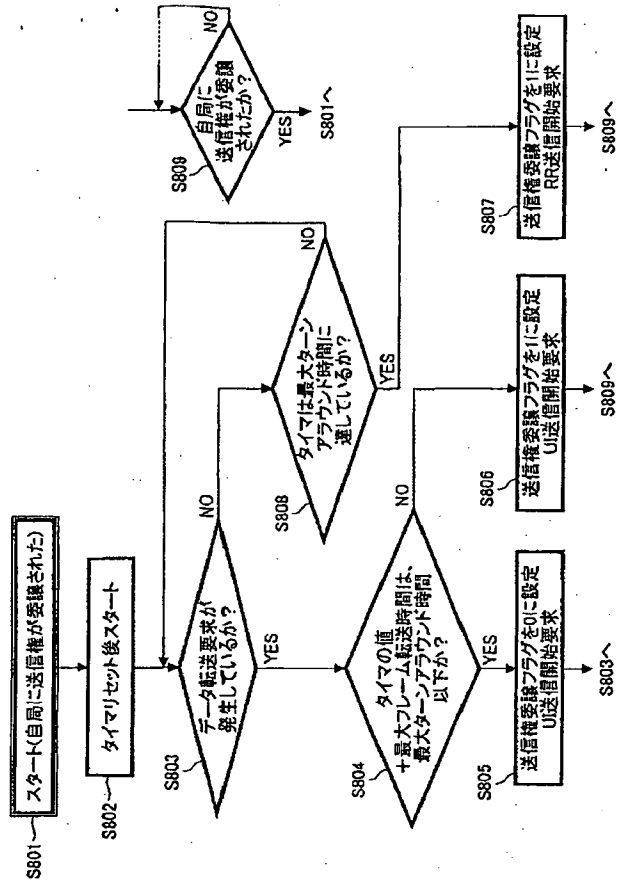 S801
スタート(自局に送信権が委譲された)
S802
タイマリセット後スタート
S803
データ転送要求が
発生しているか?
NO
YES
S808
タイマは最大ターン
アラウンド時間に
達しているか?
NO
YES
S804
タイマの値
+最大フレーム転送時間は、
最大ターンアラウンド時間
以下か?
NO
YES
S805
送信権委譲フラグを0に設定
UI送信開始要求
S803へ
S806
送信権委譲フラグを1に設定
UI送信開始要求
S809へ
S807
送信権委譲フラグを1に設定
RR送信開始要求
S809へ
S809
自局に
送信権が委譲
されたか?
NO
YES
S801へ